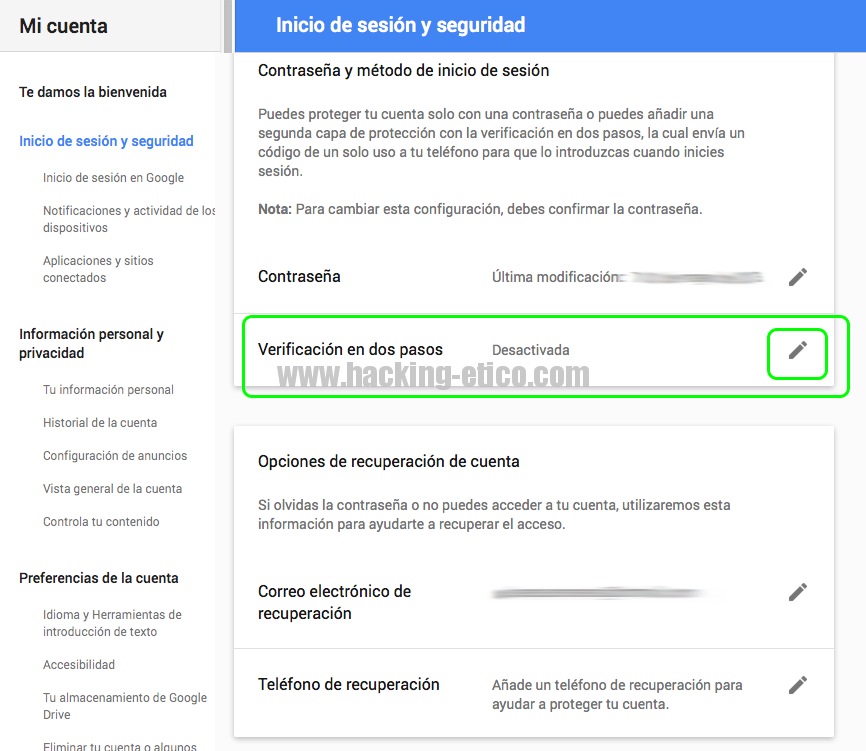 Mi cuenta
Te damos la bienvenida
Inicio de sesión y seguridad
Inicio de sesión en Google
Notificaciones y actividad de los
dispositivos
Aplicaciones y sitios
conectados
Información personal y
privacidad
Tu información personal
Historial de la cuenta
Configuración de anuncios
Vista general de la cuenta
Controla tu contenido
Preferencias de la cuenta
Idioma y Herramientas de
introducción de texto
Accesibilidad
Tu almacenamiento de Google
Drive
Eliminar tu cuenta o algunos
Inicio de sesión y seguridad
Contraseña y método de inicio de sesión
Puedes proteger tu cuenta solo con una contraseña o puedes añadir una
segunda capa de protección con la verificación en dos pasos, la cual envía un
código de un solo uso a tu teléfono para que lo introduzcas cuando inicies
sesión.
Nota: Para cambiar esta configuración, debes confirmar la contraseña.
Contraseña Última modificación:
Verificación en dos pasos Desactivada
www.hacking-etico.com
Opciones de recuperación de cuenta
Si olvidas la contraseña o no puedes acceder a tu cuenta, utilizaremos esta
información para ayudarte a recuperar el acceso.
Correo electrónico de
recuperación
Teléfono de recuperación Añade un teléfono de recuperación para
ayudar a proteger tu cuenta.